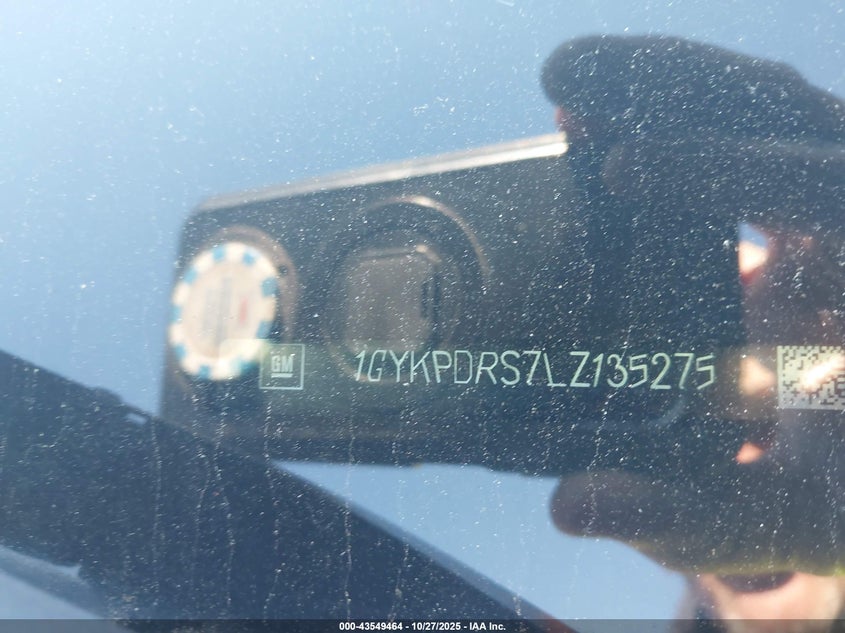 GM 1GYKPDRS7LZ135275
000-43549464 - 10/27/2025 - IAA Inc.